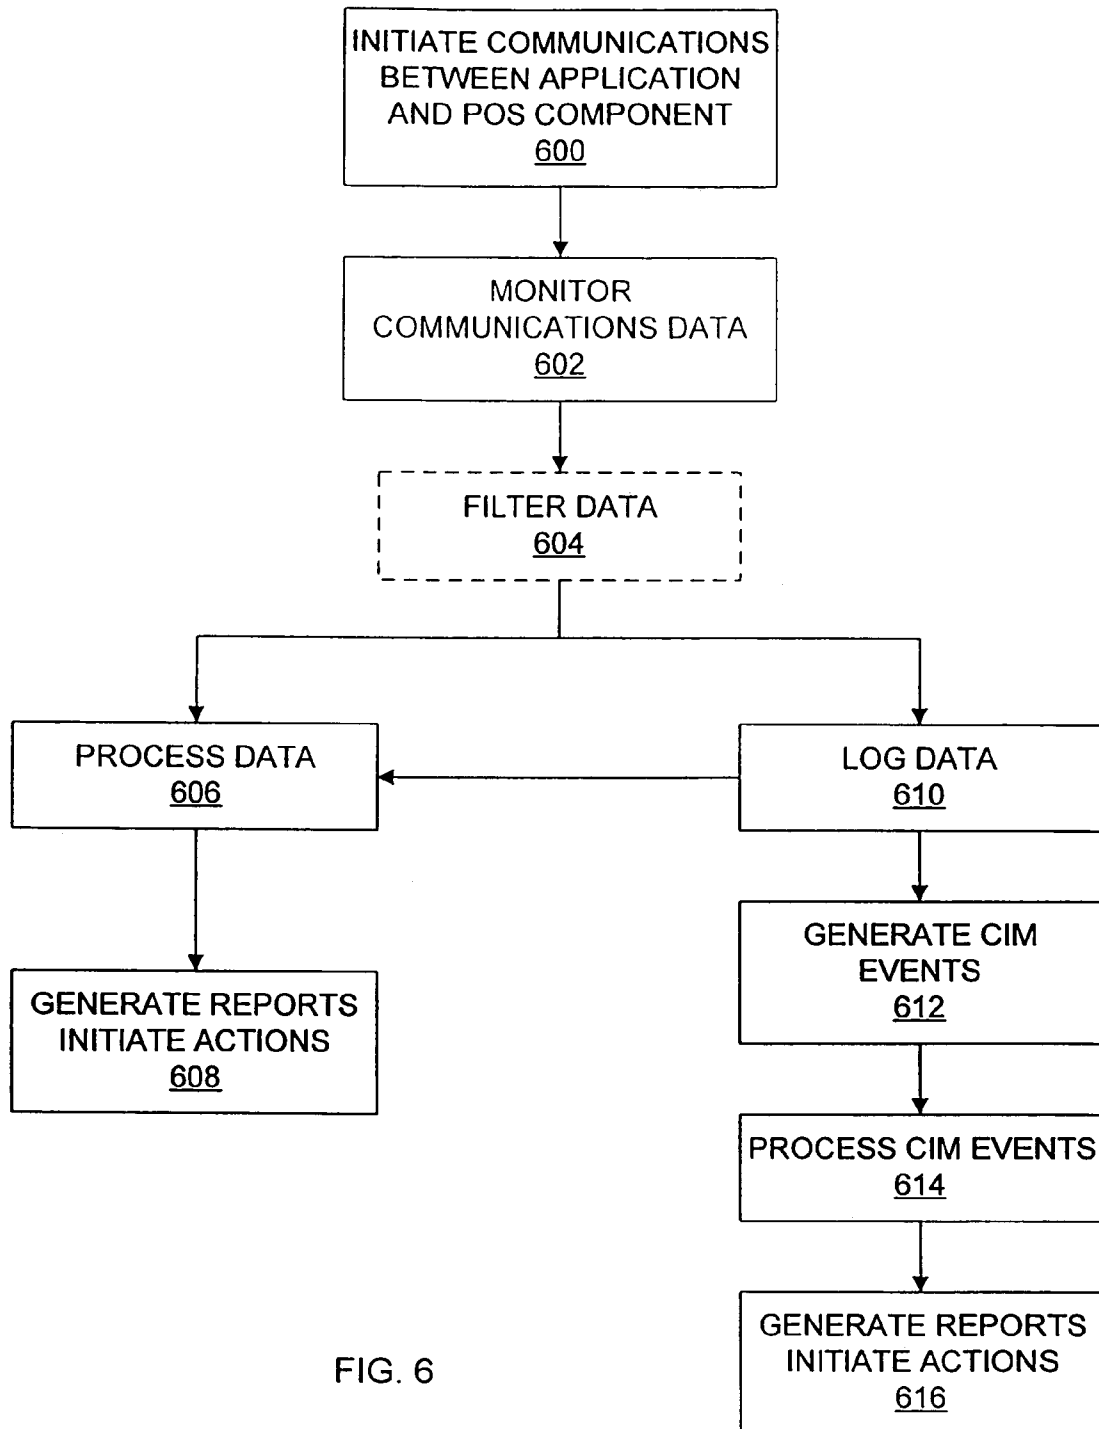 INITIATE COMMUNICATIONS
BETWEEN APPLICATION
AND POS COMPONENT
600
MONITOR
COMMUNICATIONS DATA
602
FILTER DATA
604
PROCESS DATA
606
LOG DATA
610
GENERATE CIM
EVENTS
612
GENERATE REPORTS
INITIATE ACTIONS
608
PROCESS CIM EVENTS
614
GENERATE REPORTS
INITIATE ACTIONS
616
FIG. 6